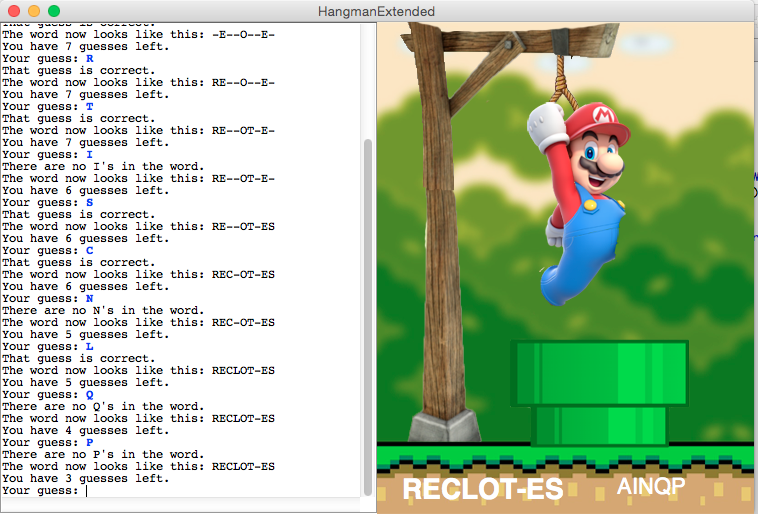 HangmanExtended
That guess is correct.
The word now looks like this: -E--O--E-
You have 7 guesses left.
Your guess: R
That guess is correct.
The word now looks like this: RE--O--E-
You have 7 guesses left.
Your guess: T
That guess is correct.
The word now looks like this: RE--OT-E-
You have 7 guesses left.
Your guess: I
There are no I's in the word.
The word now looks like this: RE--OT-E-
You have 6 guesses left.
Your guess: S
That guess is correct.
The word now looks like this: RE--OT-ES
You have 6 guesses left.
Your guess: C
That guess is correct.
The word now looks like this: REC-OT-ES
You have 6 guesses left.
Your guess: N
There are no N's in the word.
The word now looks like this: REC-OT-ES
You have 5 guesses left.
Your guess: L
That guess is correct.
The word now looks like this: RECLOT-ES
You have 5 guesses left.
Your guess: Q
There are no Q's in the word.
The word now looks like this: RECLOT-ES
You have 4 guesses left.
Your guess: P
There are no P's in the word.
The word now looks like this: RECLOT-ES
You have 3 guesses left.
Your guess:
M
RECLOT-ES AINQP